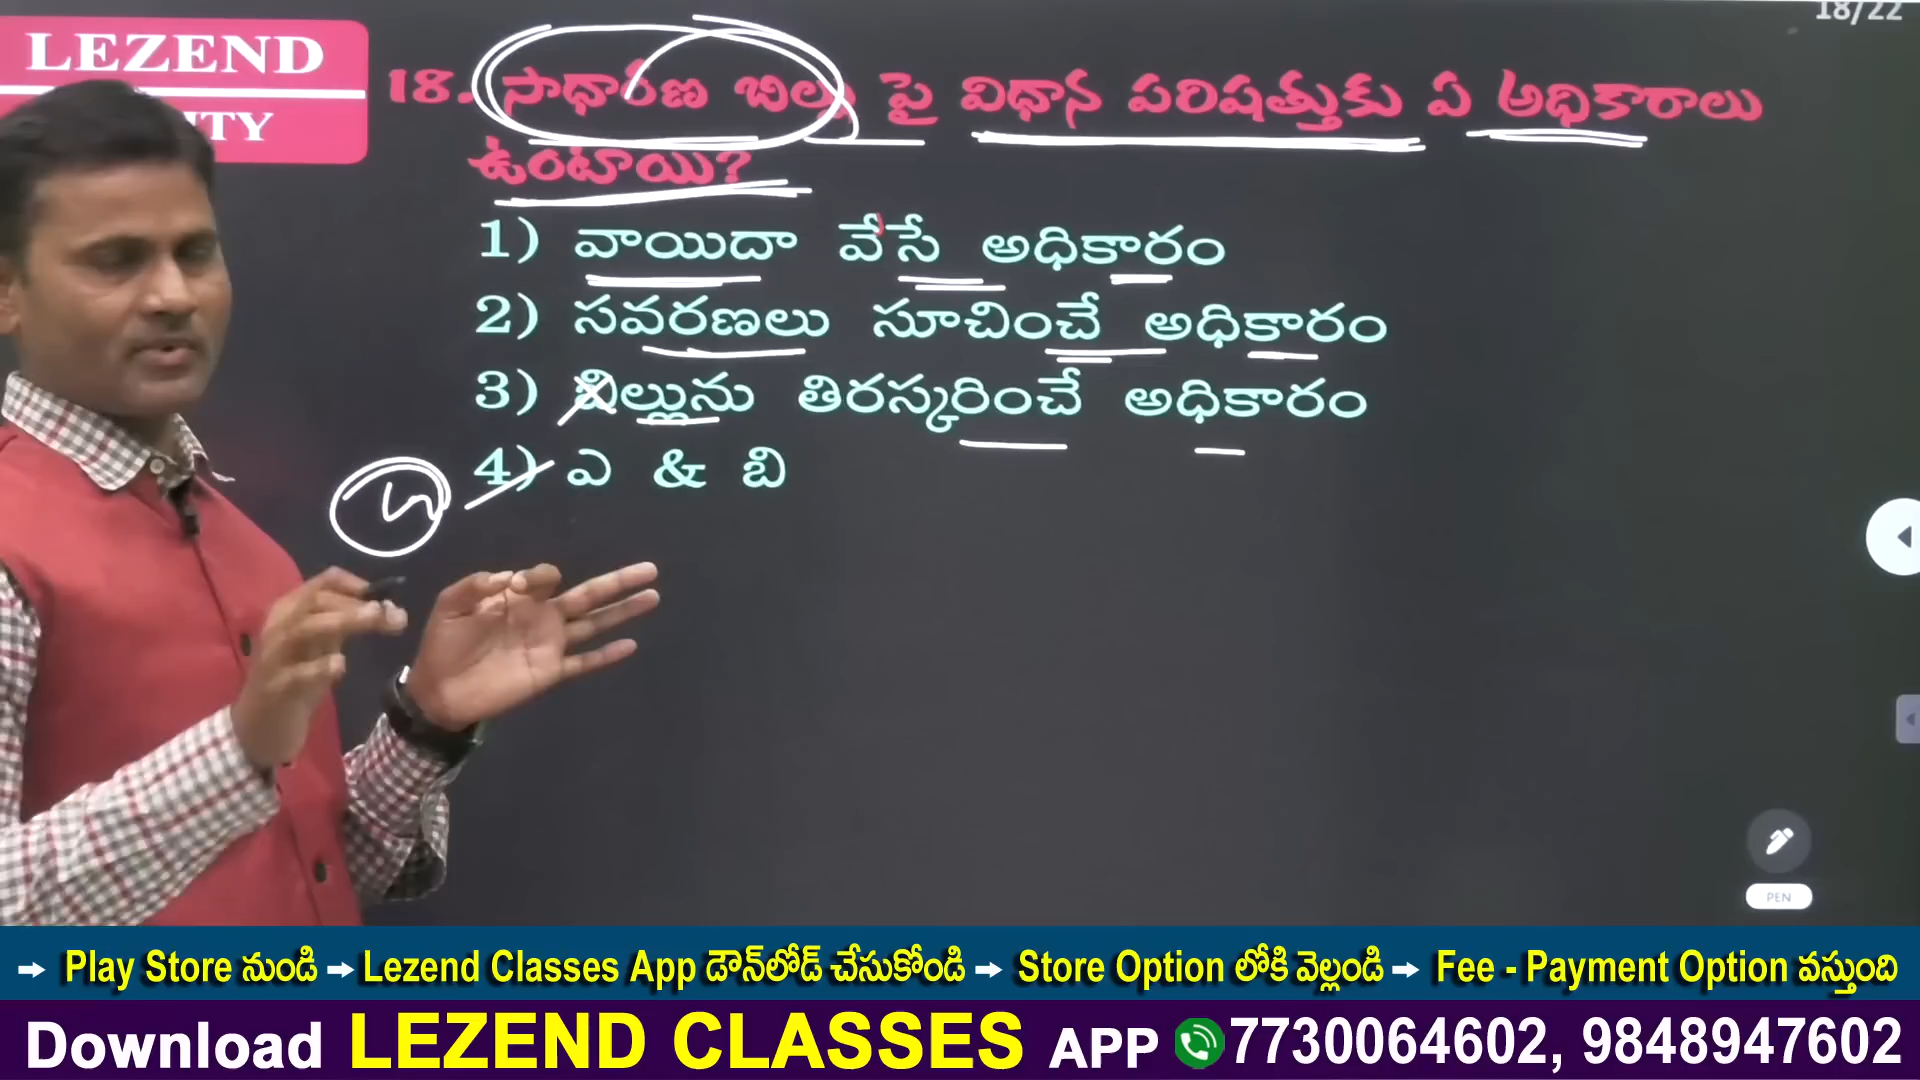 18/22
LEZEND
ITY
18. సాధారణ బిల్లు పై విధాన పరిషత్తుకు ఏ అధికారాలు
ఉంటాయి?
1) వాయిదా వేసే అధికారం
2) సవరణలు సూచించే అధికారం
3) బిల్లును తిరస్కరించే అధికారం
4) ఎ & బి
PEN
→ Play Store నుండి → Lezend Classes App డౌన్‌లోడ్ చేసుకోండి → Store Option లోకి వెల్లండి → Fee - Payment Option వస్తుంది
Download LEZEND CLASSES APP 7730064602, 9848947602